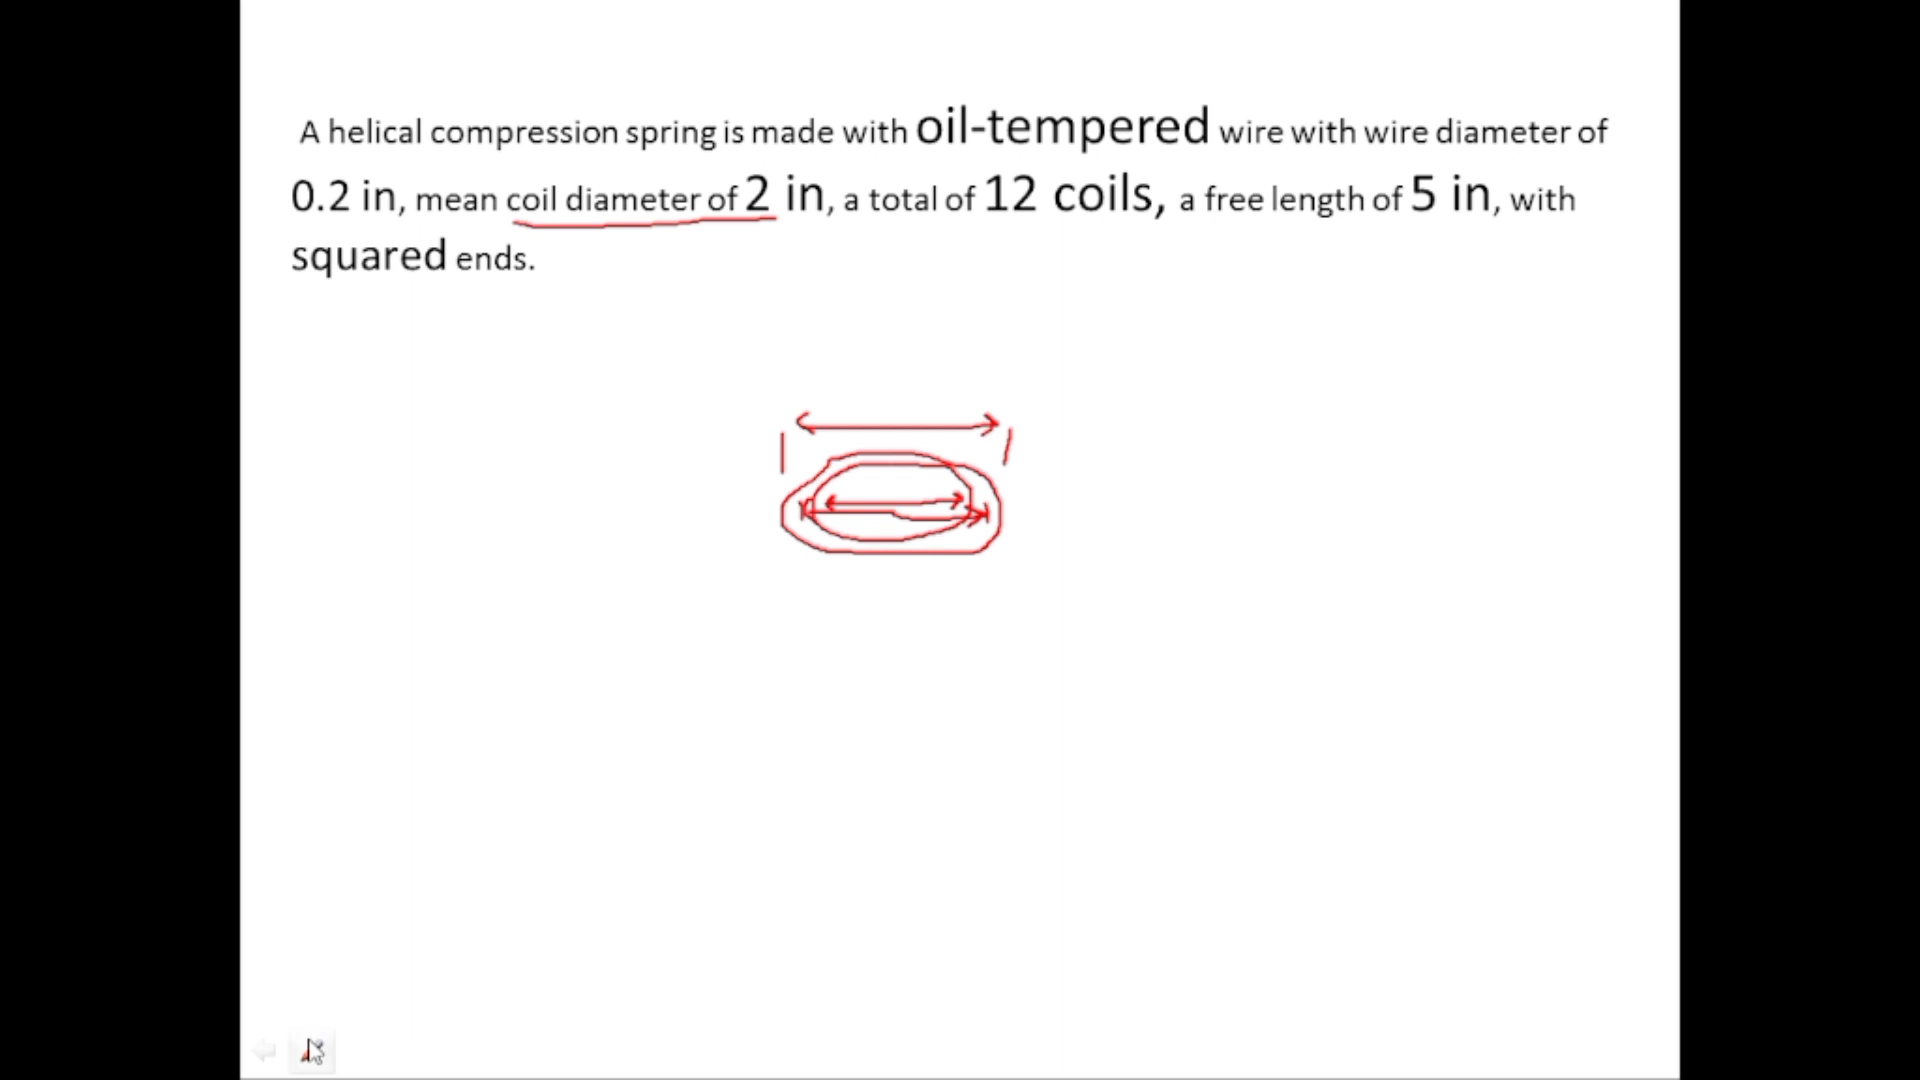 A helical compression spring is made with oil-tempered wire with wire diameter of
0.2 in, mean coil diameter of 2 in, a total of 12 coils, a free length of 5 in, with
squared ends.